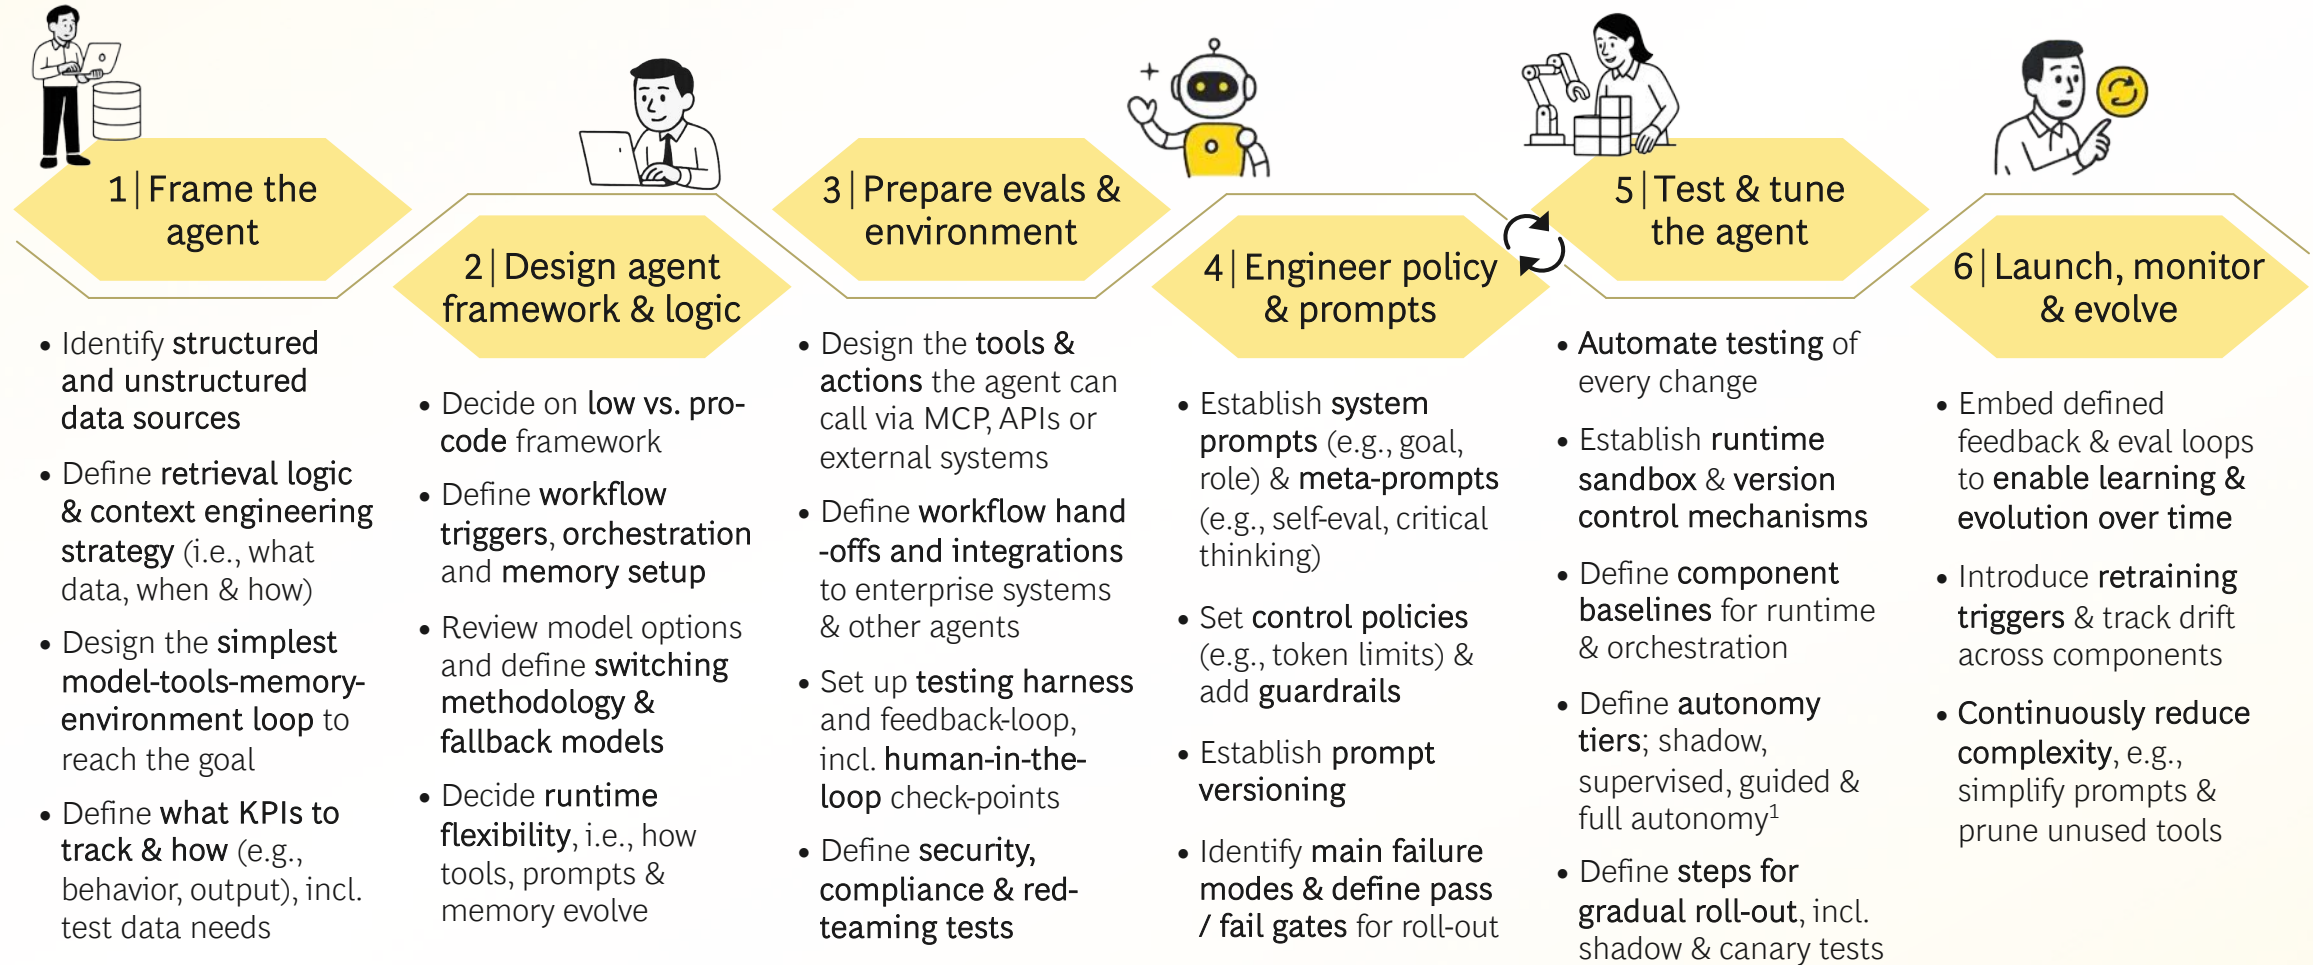 1|Frame the
agent
• Identify structured
and unstructured
data sources
• Define retrieval logic
& context engineering
strategy (i.e., what
data, when & how)
• Design the simplest
model-tools-memory-
environment loop to
reach the goal
• Define what KPIs to
track & how (e.g.,
behavior, output), incl.
test data needs
2|Design agent
framework & logic
• Decide on low vs. pro-
code framework
• Define workflow
triggers, orchestration
and memory setup
• Review model options
and define switching
methodology &
fallback models
• Decide runtime
flexibility, i.e., how
tools, prompts &
memory evolve
3|Prepare evals &
environment
• Design the tools &
actions the agent can
call via MCP, APIs or
external systems
• Define workflow hand
-offs and integrations
to enterprise systems
& other agents
• Set up testing harness
and feedback-loop,
incl. human-in-the-
loop check-points
• Define security,
compliance & red-
teaming tests
4|Engineer policy
& prompts
• Establish system
prompts (e.g., goal,
role) & meta-prompts
(e.g., self-eval, critical
thinking)
• Set control policies
(e.g., token limits) &
add guardrails
• Establish prompt
versioning
• Identify main failure
modes & define pass
/ fail gates for roll-out
5|Test & tune
the agent
• Automate testing of
every change
• Establish runtime
sandbox & version
control mechanisms
• Define component
baselines for runtime
& orchestration
• Define autonomy
tiers; shadow,
supervised, guided &
full autonomy¹
• Define steps for
gradual roll-out, incl.
shadow & canary tests
6|Launch, monitor
& evolve
• Embed defined
feedback & eval loops
to enable learning &
evolution over time
• Introduce retraining
triggers & track drift
across components
• Continuously reduce
complexity, e.g.,
simplify prompts &
prune unused tools